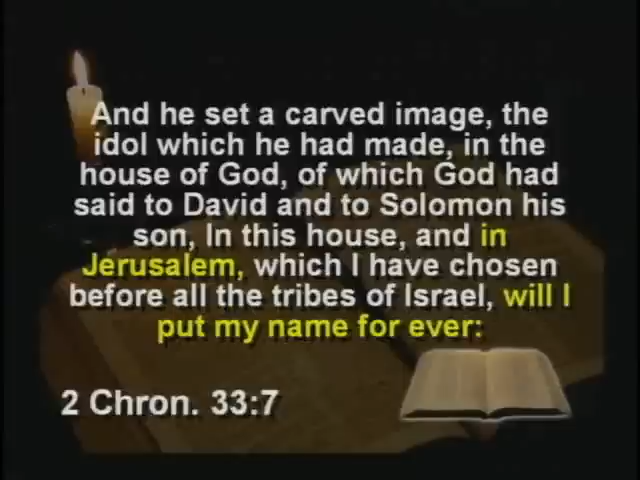 And he set a carved image, the
idol which he had made, in the
house of God, of which God had
said to David and to Solomon his
son, In this house, and in
Jerusalem, which I have chosen
before all the tribes of Israel, will I
put my name for ever:
2 Chron. 33:7